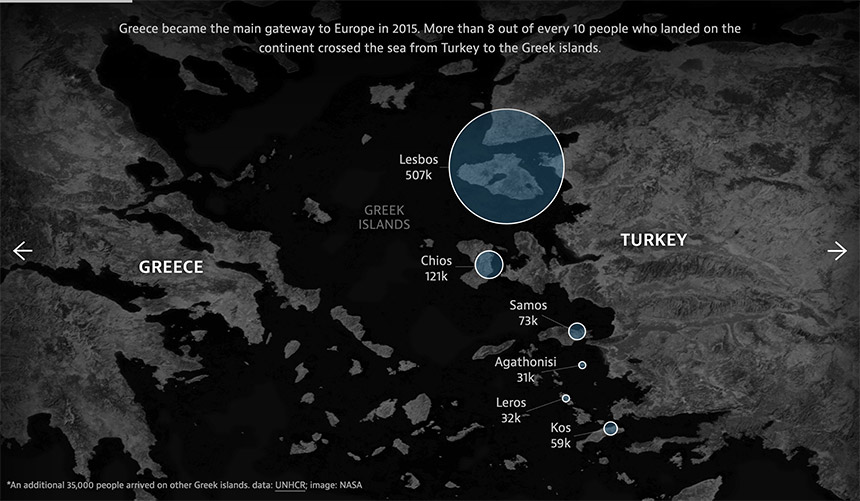 Greece became the main gateway to Europe in 2015. More than 8 out of every 10 people who landed on the
continent crossed the sea from Turkey to the Greek islands.
Lesbos
507k
GREEK
ISLANDS
TURKEY
GREECE
Chios
121k
Samos
73k
Agathonisi
31k
Leros
32k
Kos
59k
*An additional 35,000 people arrived on other Greek islands. data: UNHCR; image: NASA